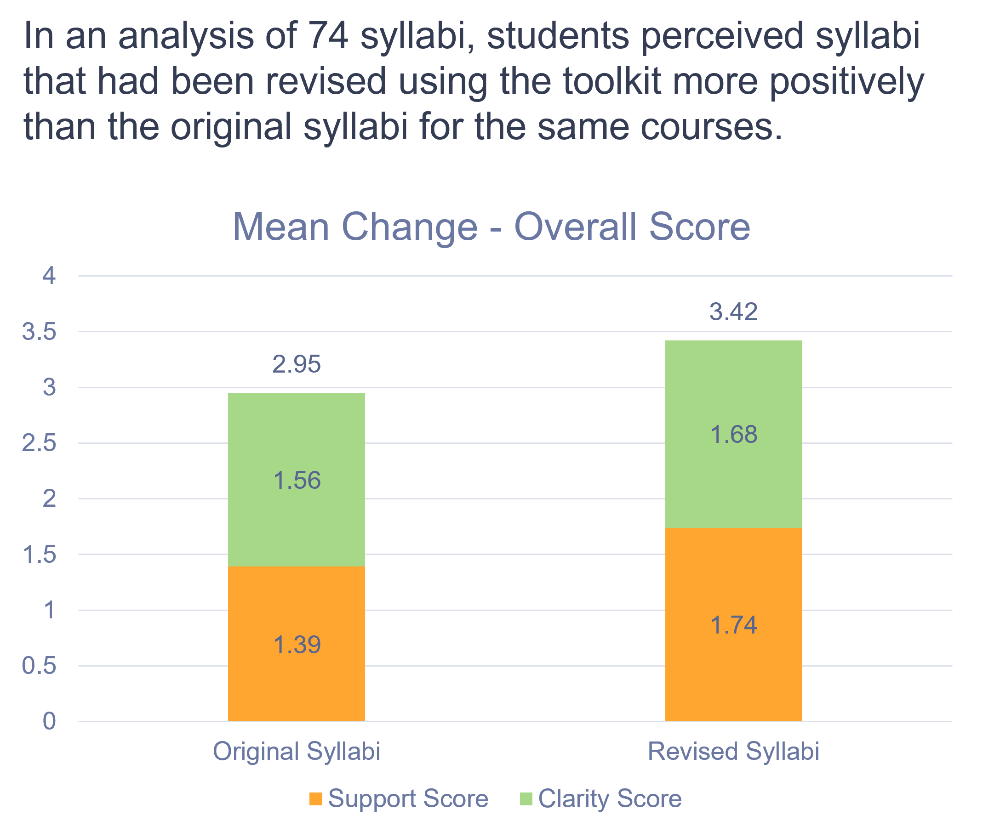 In an analysis of 74 syllabi, students perceived syllabi
that had been revised using the toolkit more positively
than the original syllabi for the same courses.
Mean Change - Overall Score
4
3.5
3
2.5
2
1.5
1
0.5
0
2.95
1.56
1.39
3.42
1.68
1.74
Original Syllabi
Revised Syllabi
Support Score
Clarity Score